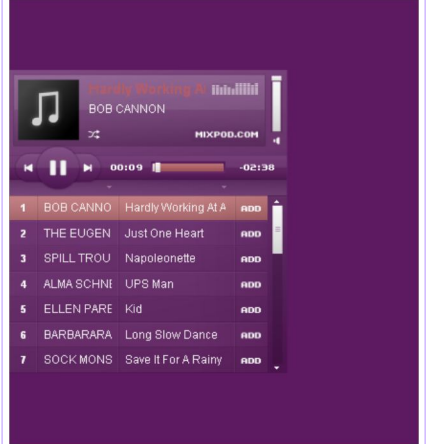 Hardly Working At
BOB CANNON
MIXPOD.COM
00:09 -02:38
1 BOB CANNO Hardly Working At A ADD
2 THE EUGEN Just One Heart ADD
3 SPILL TROU Napoleonette ADD
4 ALMA SCHNE UPS Man ADD
5 ELLEN PARE Kid ADD
6 BARBARARA Long Slow Dance ADD
7 SOCK MONS Save It For A Rainy ADD